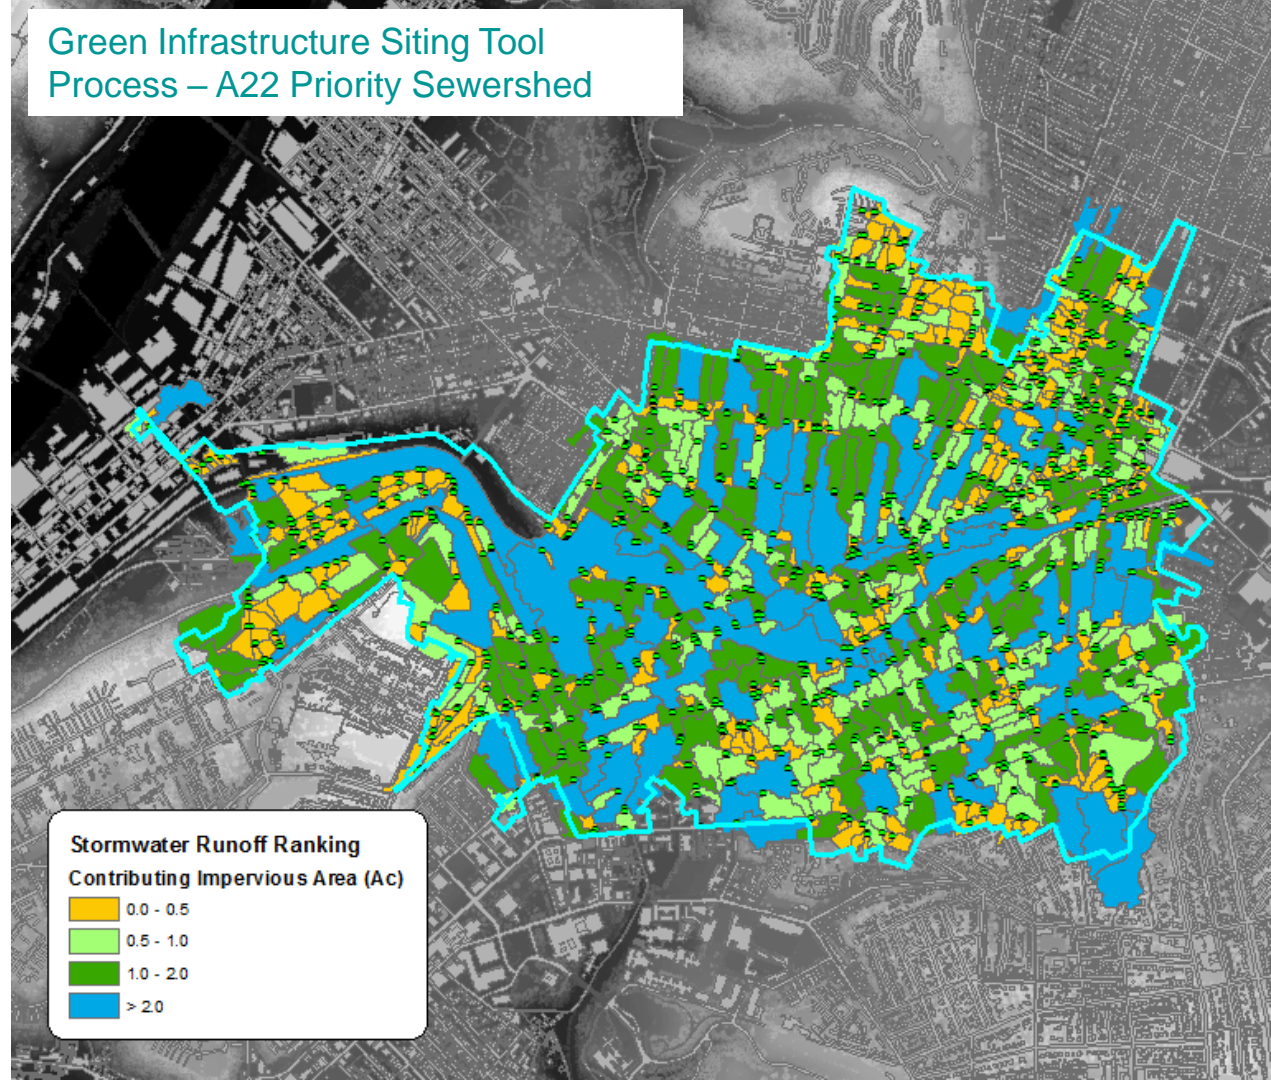 Green Infrastructure Siting Tool
Process – A22 Priority Sewershed
Stormwater Runoff Ranking
Contributing Impervious Area (Ac)
0.0 - 0.5
0.5 - 1.0
1.0 - 2.0
> 2.0